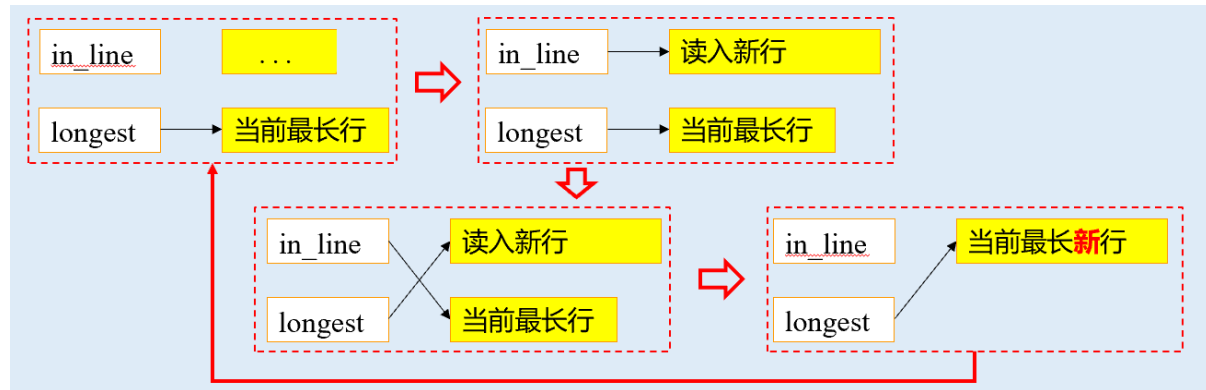 in_line
. . .
longest
当前最长行
in_line
读入新行
longest
当前最长行
in_line
读入新行
longest
当前最长行
in_line
当前最长新行
longest